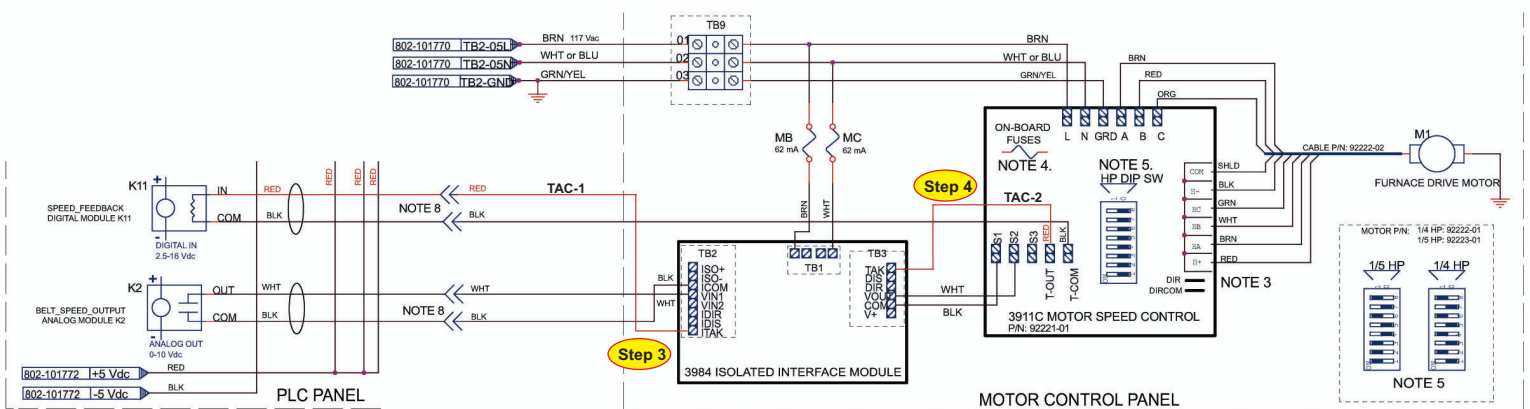 802-101770 TB2-05L BRN 117 Vac
802-101770 TB2-05N WHT or BLU
802-101770 TB2-GND GRN/YEL
TB9
01
02
03
BRN
WHT or BLU
GRN/YEL
BRN
RED
ORG
MB
62 mA
MC
62 mA
BRN
WHT
ON-BOARD
FUSES
NOTE 4.
L N GRD A B C
NOTE 5.
HP DIP SW
M1
CABLE P/N: 92222-02
FURNACE DRIVE MOTOR
COM SHLD
H- BLK
HC GRN
HB WHT
HA BRN
H+ RED
DIR
DIRCOM
NOTE 3
RED
RED
RED
K11
+
-
SPEED_FEEDBACK
DIGITAL MODULE K11
IN
COM
DIGITAL IN
2.5-16 Vdc
RED
BLK
NOTE 8
RED
BLK
TAC-1
Step 4
TAC-2
S1
S2
S3
RED
BLK
T-OUT
T-COM
3911C MOTOR SPEED CONTROL
P/N: 92221-01
K2
+
-
BELT_SPEED_OUTPUT
ANALOG MODULE K2
OUT
COM
ANALOG OUT
0-10 Vdc
WHT
BLK
NOTE 8
WHT
BLK
BLK
WHT
TB2
ISO+
ISO-
ICOM
VIN1
VIN2
IDIR
IDIS
ITAK
TB1
TB3
TAK
DIS
DIR
VOUT
COM
V+
WHT
BLK
Step 3
3984 ISOLATED INTERFACE MODULE
802-101772 +5 Vdc RED
802-101772 -5 Vdc BLK
PLC PANEL
MOTOR CONTROL PANEL
MOTOR P/N: 1/4 HP: 92222-01
1/5 HP: 92223-01
1/5 HP
1/4 HP
NOTE 5